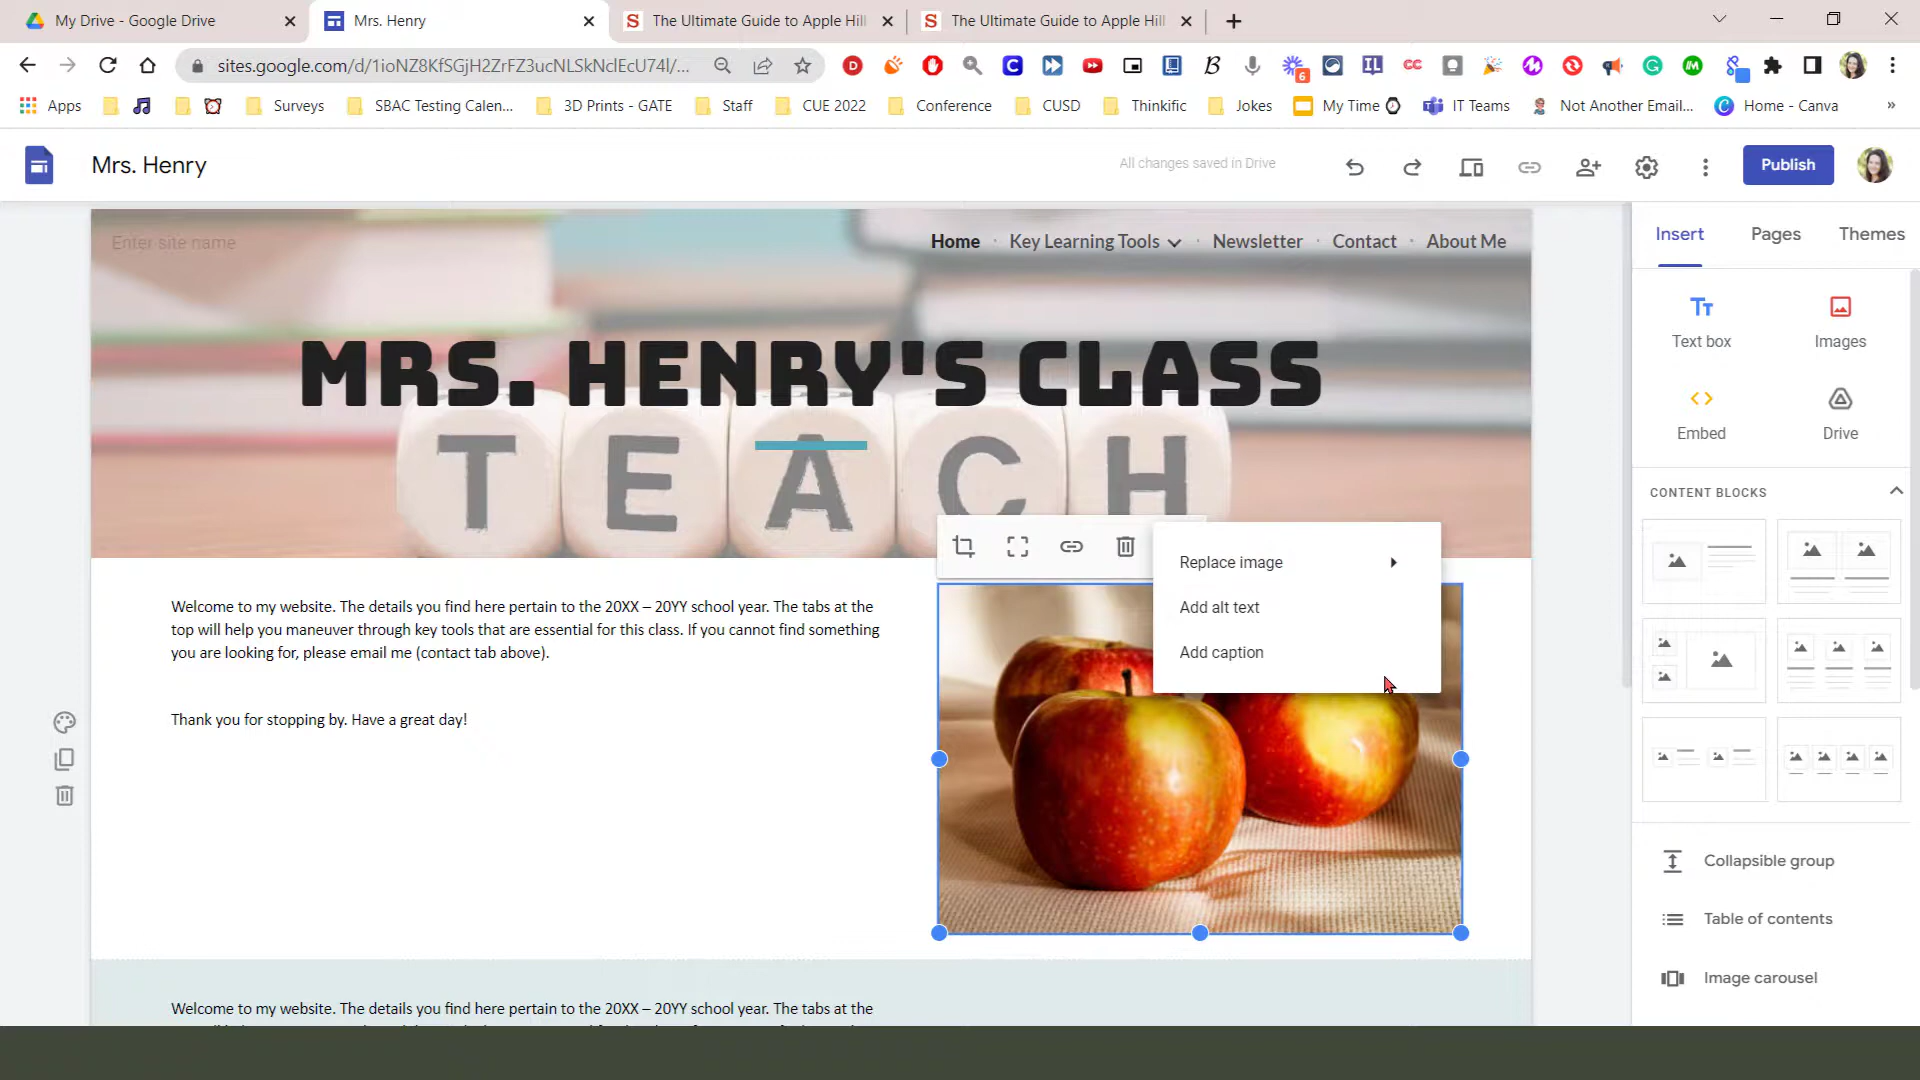 My Drive - Google Drive
Mrs. Henry
The Ultimate Guide to Apple Hill
The Ultimate Guide to Apple Hill
sites.google.com/d/1ioNZ8KfSGjH2ZrFZ3ucNLSkNclEcU74l/...
Apps
Surveys
SBAC Testing Calen...
3D Prints - GATE
Staff
CUE 2022
Conference
CUSD
Thinkific
Jokes
My Time
IT Teams
Not Another Email...
Home - Canva
Mrs. Henry
All changes saved in Drive
Publish
Enter site name
Home
Key Learning Tools
Newsletter
Contact
About Me
MRS. HENRY'S CLASS
TEACH
Replace image
Add alt text
Add caption
Welcome to my website. The details you find here pertain to the 20XX – 20YY school year. The tabs at the
top will help you maneuver through key tools that are essential for this class. If you cannot find something
you are looking for, please email me (contact tab above).
Thank you for stopping by. Have a great day!
Welcome to my website. The details you find here pertain to the 20XX – 20YY school year. The tabs at the
Insert
Pages
Themes
Text box
Images
Embed
Drive
CONTENT BLOCKS
Collapsible group
Table of contents
Image carousel